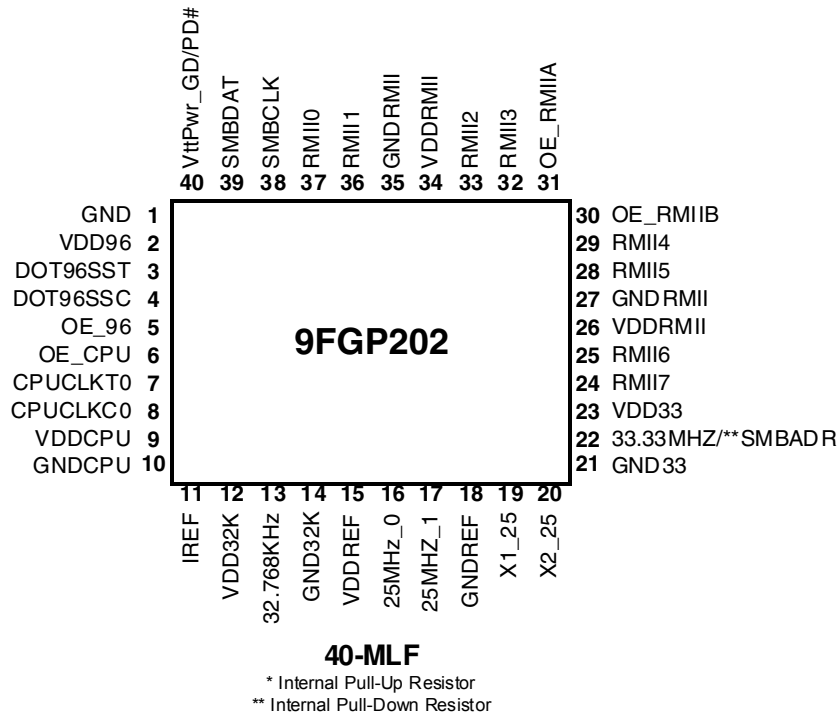 VttPwr_GD/PD#
SMBDAT
SMBCLK
RMII0
RMII1
GNDRMII
VDDRMII
RMII2
RMII3
OE_RMIIA
40 39 38 37 36 35 34 33 32 31
GND 1
VDD96 2
DOT96SST 3
DOT96SSC 4
OE_96 5
OE_CPU 6
CPUCLKT0 7
CPUCLKC0 8
VDDCPU 9
GNDCPU 10
9FGP202
30 OE_RMIIB
29 RMII4
28 RMII5
27 GNDRMII
26 VDDRMII
25 RMII6
24 RMII7
23 VDD33
22 33.33MHZ/**SMBADR
21 GND33
11 12 13 14 15 16 17 18 19 20
IREF
VDD32K
32.768KHz
GND32K
VDDREF
25MHz_0
25MHZ_1
GNDREF
X1_25
X2_25
40-MLF
* Internal Pull-Up Resistor
** Internal Pull-Down Resistor